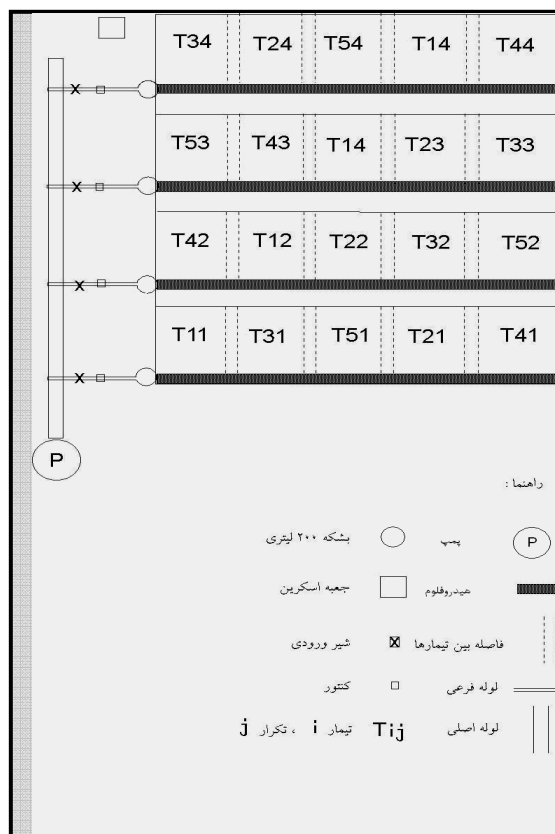 T34 T24 T54 T14 T44
X
T53 T43 T14 T23 T33
X
T42 T12 T22 T32 T52
X
T11 T31 T51 T21 T41
X
P
راهنما :
P پمپ بشکه ۲۰۰ لیتری
هیدروفلوم جعبه اسکرین
فاصله بین تیمارها X شیر ورودی
لوله فرعی کنتور
لوله اصلی Tij تیمار i ، تکرار j